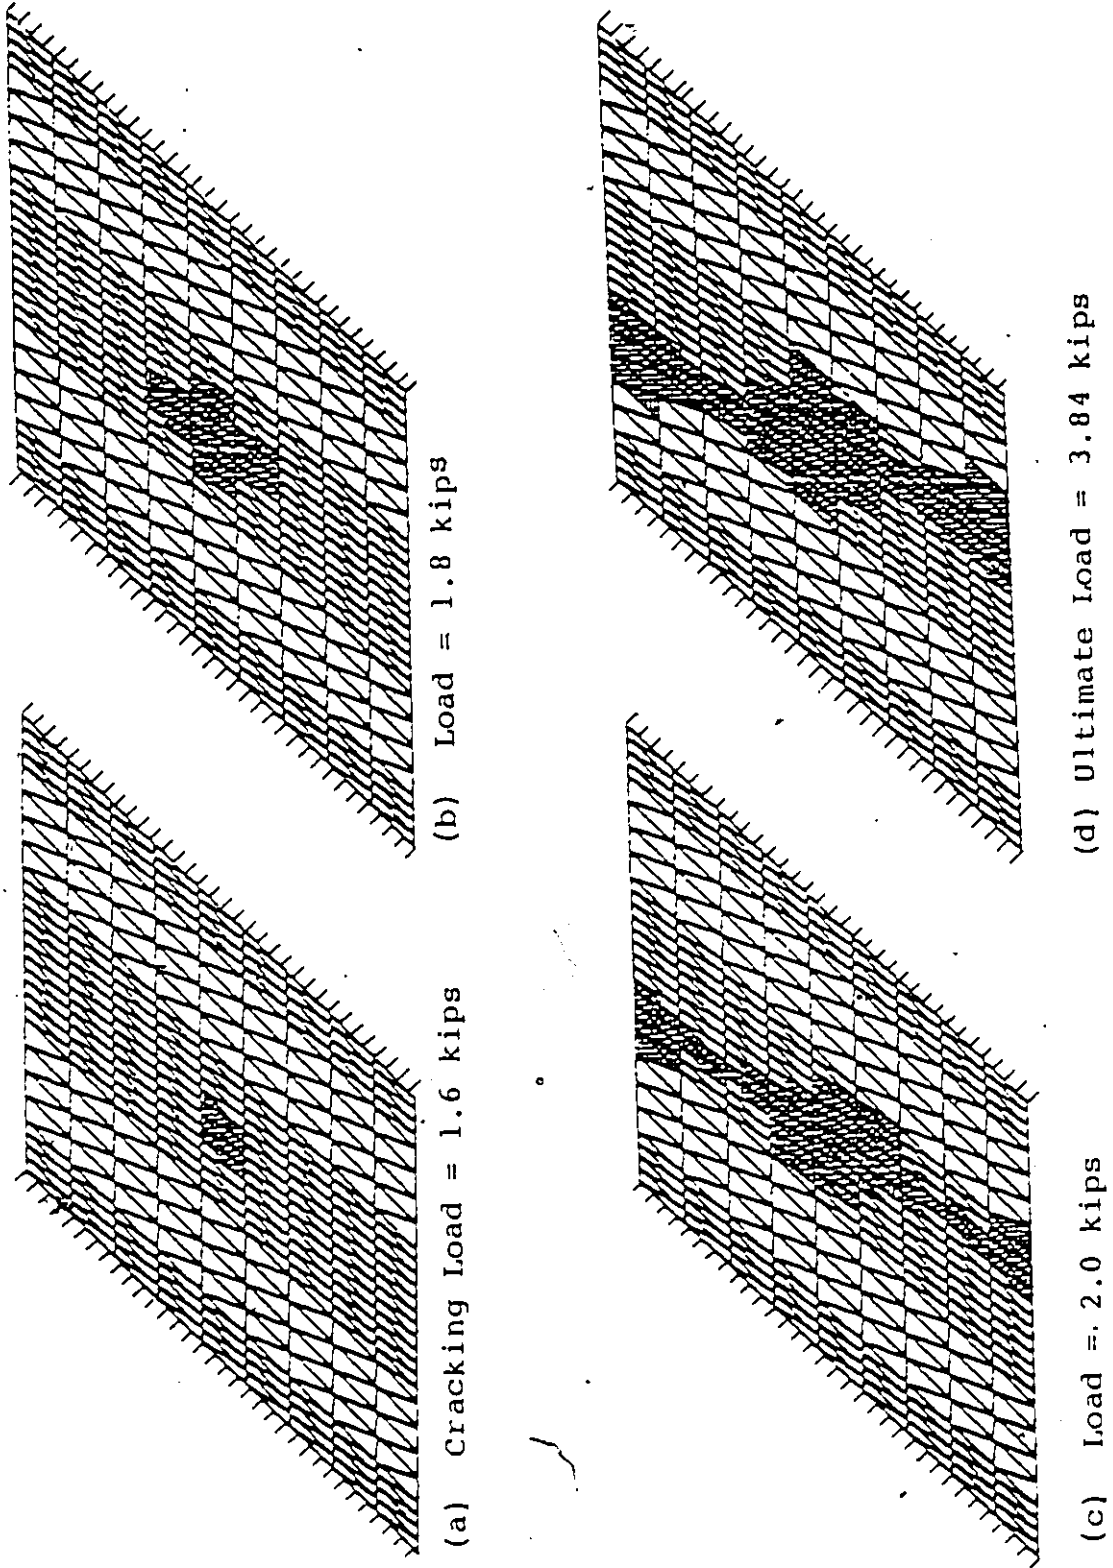 (a) Cracking Load = 1.6 kips
(b) Load = 1.8 kips
(c) Load = 2.0 kips
(d) Ultimate Load = 3.84 kips